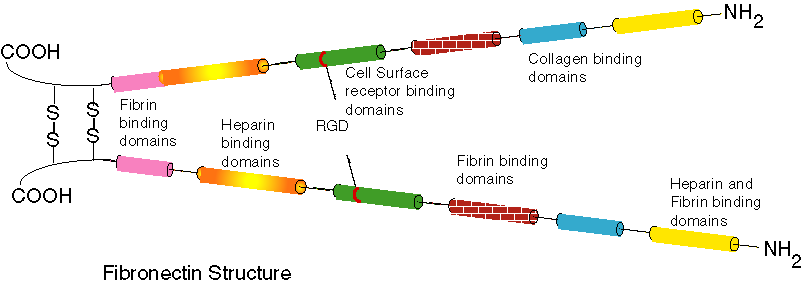 NH2
COOH
Collagen binding
domains
Cell Surface
receptor binding
domains
Fibrin
binding
domains
S
S
S
S
Heparin
binding
domains
RGD
Fibrin binding
domains
Heparin and
Fibrin binding
domains
COOH
NH2
Fibronectin Structure